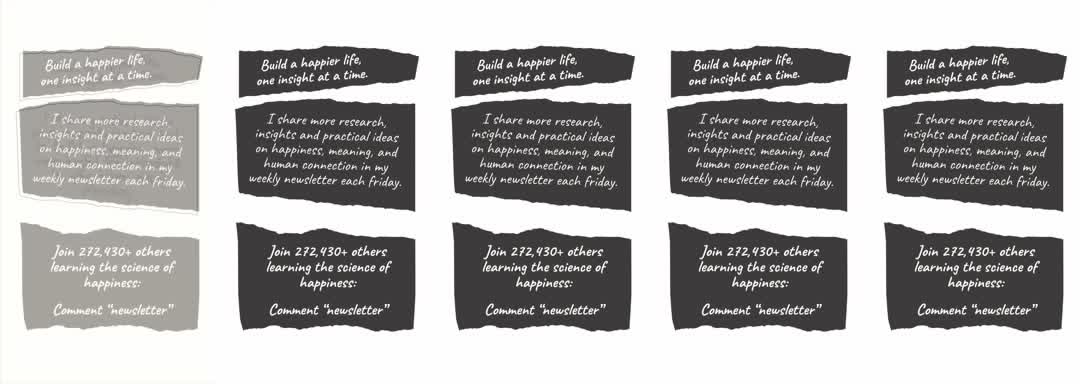 Build a happier life,
one insight at a time.
I share more research,
insights and practical ideas
on happiness, meaning, and
human connection in my
weekly newsletter each friday.
Join 272,430+ others
learning the science of
happiness:
Comment “newsletter”
Build a happier life,
one insight at a time.
I share more research,
insights and practical ideas
on happiness, meaning, and
human connection in my
weekly newsletter each friday.
Join 272,430+ others
learning the science of
happiness:
Comment “newsletter”
Build a happier life,
one insight at a time.
I share more research,
insights and practical ideas
on happiness, meaning, and
human connection in my
weekly newsletter each friday.
Join 272,430+ others
learning the science of
happiness:
Comment “newsletter”
Build a happier life,
one insight at a time.
I share more research,
insights and practical ideas
on happiness, meaning, and
human connection in my
weekly newsletter each friday.
Join 272,430+ others
learning the science of
happiness:
Comment “newsletter”
Build a happier life,
one insight at a time.
I share more research,
insights and practical ideas
on happiness, meaning, and
human connection in my
weekly newsletter each friday.
Join 272,430+ others
learning the science of
happiness:
Comment “newsletter”